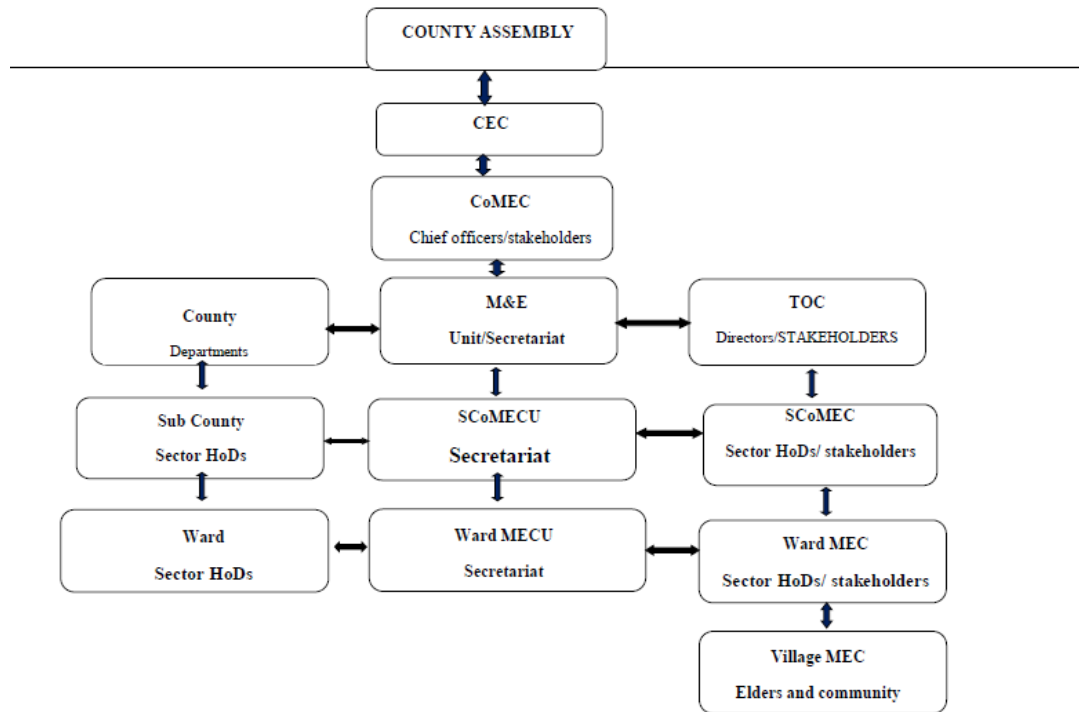 COUNTY ASSEMBLY
CEC
CoMEC
Chief officers/stakeholders
County
Departments
M&E
Unit/Secretariat
TOC
Directors/STAKEHOLDERS
Sub County
Sector HoDs
SCoMECU
Secretariat
SCoMEC
Sector HoDs/ stakeholders
Ward
Sector HoDs
Ward MECU
Secretariat
Ward MEC
Sector HoDs/ stakeholders
Village MEC
Elders and community